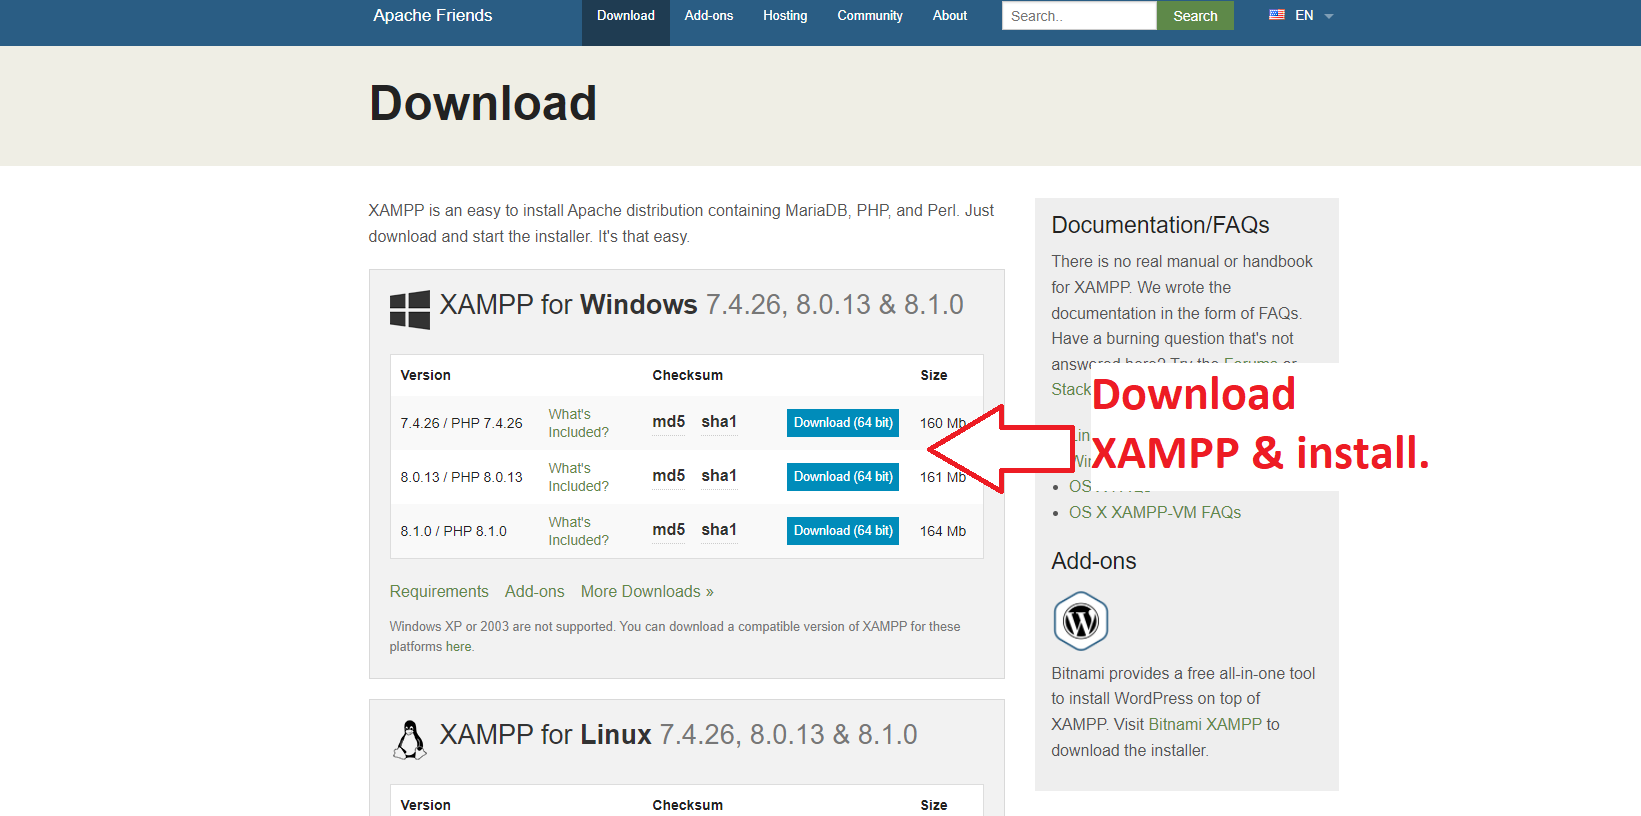 Apache Friends
Download
Add-ons
Hosting
Community
About
Search..
Search
EN
Download
XAMPP is an easy to install Apache distribution containing MariaDB, PHP, and Perl. Just
download and start the installer. It's that easy.
XAMPP for Windows 7.4.26, 8.0.13 & 8.1.0
Version Checksum Size
7.4.26 / PHP 7.4.26 What's Included? md5 sha1 Download (64 bit) 160 Mb
8.0.13 / PHP 8.0.13 What's Included? md5 sha1 Download (64 bit) 161 Mb
8.1.0 / PHP 8.1.0 What's Included? md5 sha1 Download (64 bit) 164 Mb
Requirements Add-ons More Downloads »
Windows XP or 2003 are not supported. You can download a compatible version of XAMPP for these
platforms here.
XAMPP for Linux 7.4.26, 8.0.13 & 8.1.0
Version Checksum Size
Documentation/FAQs
There is no real manual or handbook
for XAMPP. We wrote the
documentation in the form of FAQs.
Have a burning question that's not
Stack
Download
XAMPP & install.
OS
OS X XAMPP-VM FAQs
Add-ons
Bitnami provides a free all-in-one tool
to install WordPress on top of
XAMPP. Visit Bitnami XAMPP to
download the installer.